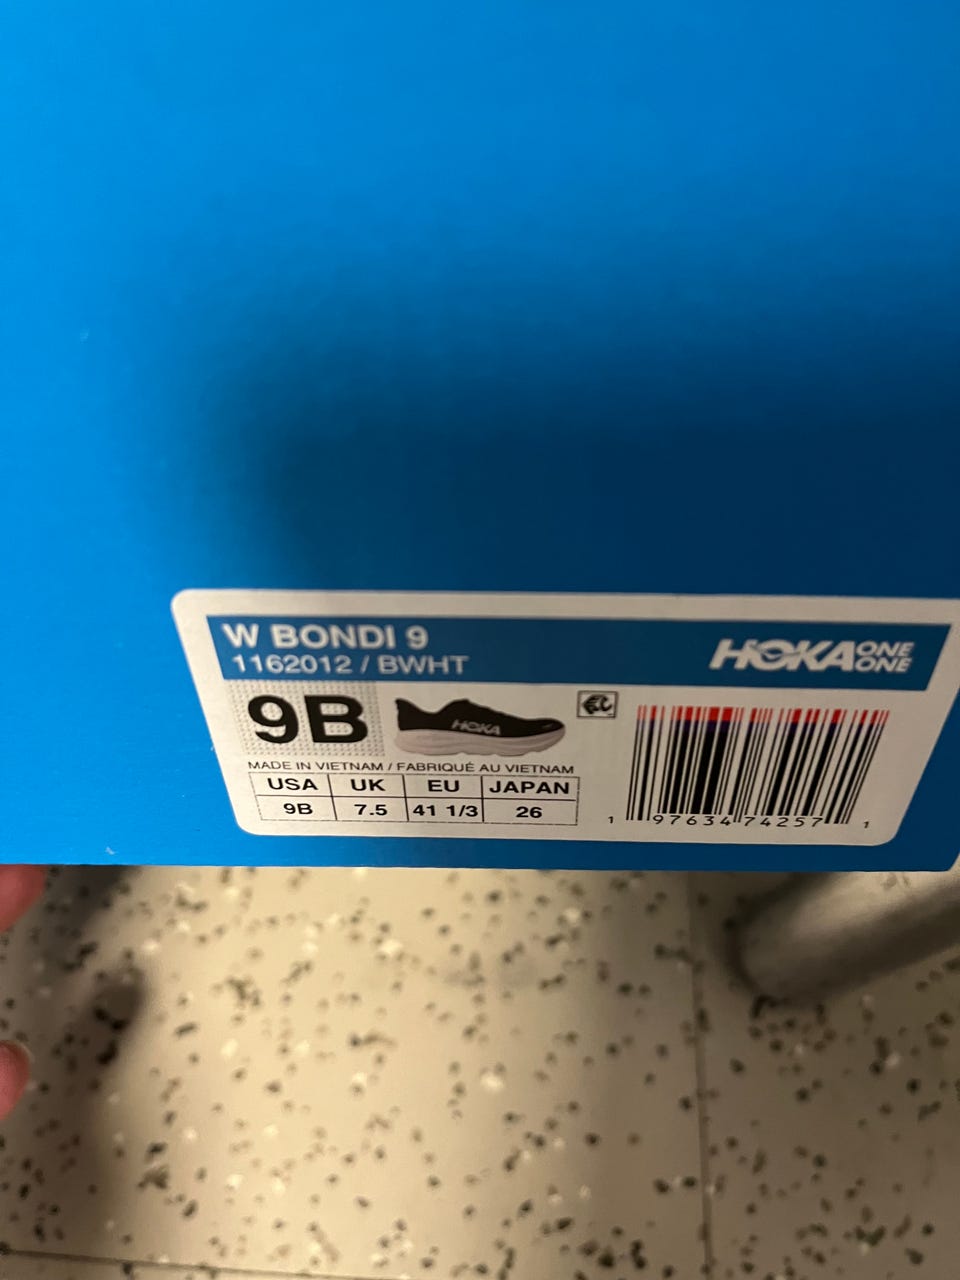 W BONDI 9
1162012 / BWHT
HOKA ONE ONE
9B
HOKA
MADE IN VIETNAM / FABRIQUÉ AU VIETNAM
USA UK EU JAPAN
9B 7.5 41 1/3 26
1 97634 74257 1